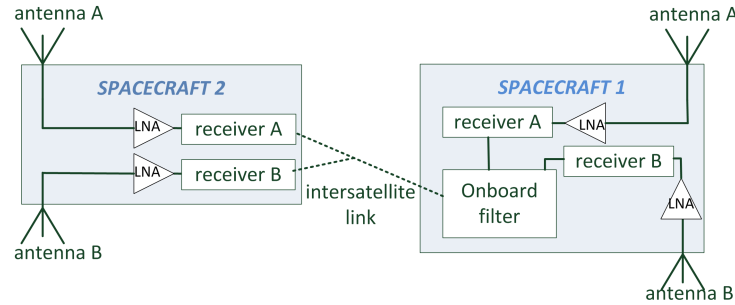 antenna A
SPACECRAFT 2
LNA
receiver A
LNA
receiver B
antenna B
intersatellite
link
antenna A
SPACECRAFT 1
receiver A
LNA
receiver B
Onboard
filter
LNA
antenna B